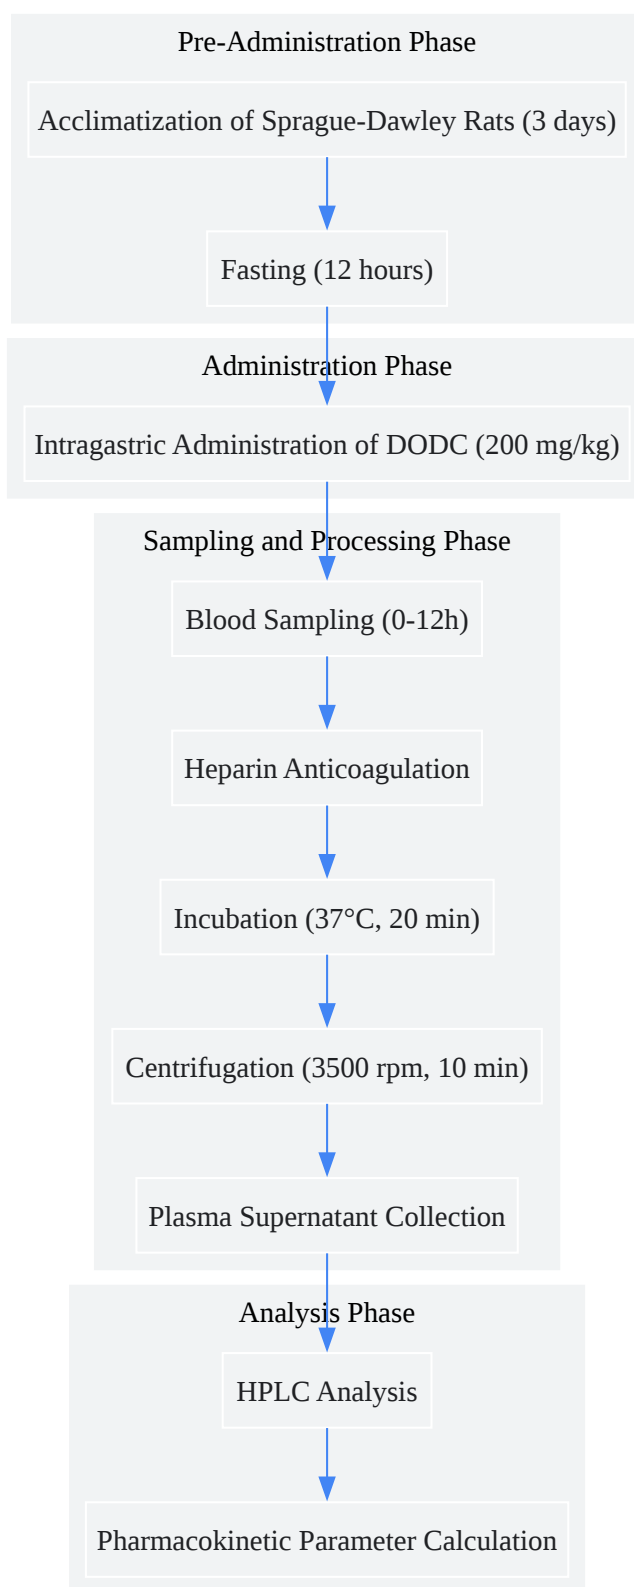 Pre-Administration Phase
Acclimatization of Sprague-Dawley Rats (3 days)
Fasting (12 hours)
Administration Phase
Intragastric Administration of DODC (200 mg/kg)
Sampling and Processing Phase
Blood Sampling (0-12h)
Heparin Anticoagulation
Incubation (37°C, 20 min)
Centrifugation (3500 rpm, 10 min)
Plasma Supernatant Collection
Analysis Phase
HPLC Analysis
Pharmacokinetic Parameter Calculation